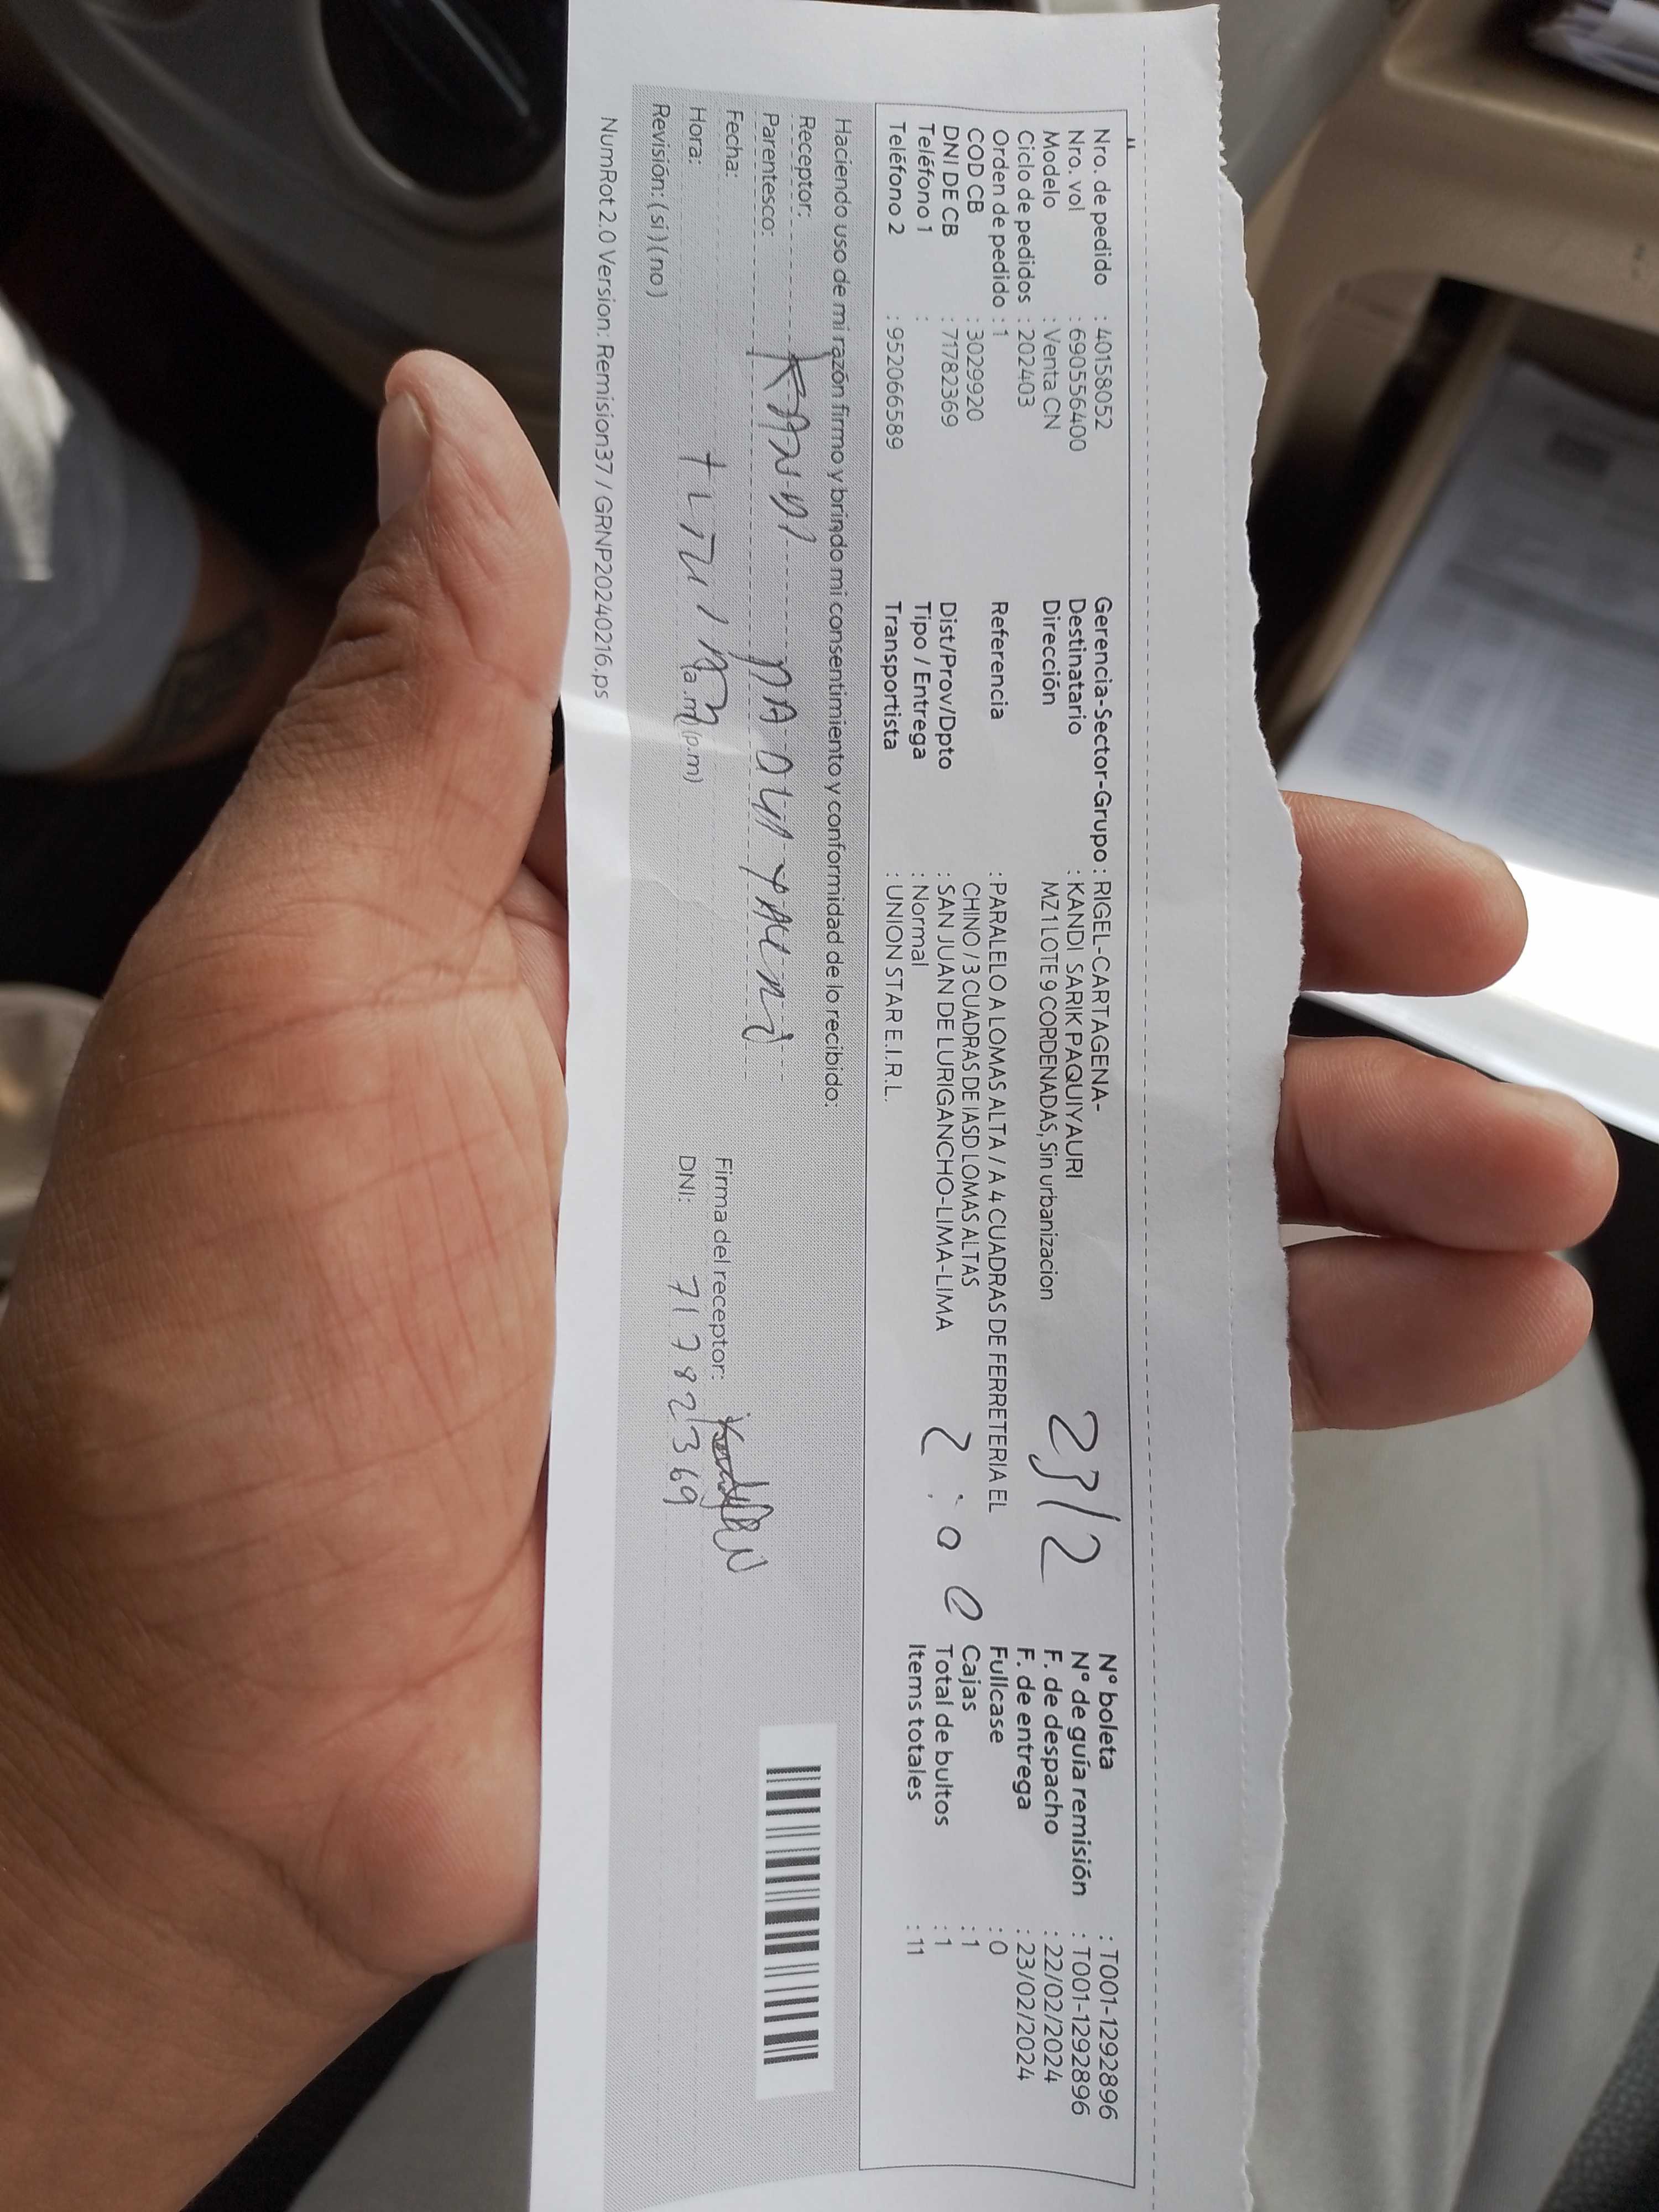 Nro. de pedido : 40158052
Nro. vol : 690556400
Modelo : Venta CN
Ciclo de pedidos : 202403
Orden de pedido : 1
COD CB : 3029920
DNI DE CB : 71782369
Teléfono 1 :
Teléfono 2 : 952066589
Gerencia-Sector-Grupo : RIGEL-CARTAGENA-
Destinatario : KANDI SARIK PAQUIYAURI
Dirección MZ 1 LOTE 9 CORDENADAS, Sin urbanizacion
Referencia : PARALELO A LOMAS ALTA / A 4 CUADRAS DE FERRETERIA EL
CHINO / 3 CUADRAS DE IASD LOMAS ALTAS
Dist/Prov/Dpto : SAN JUAN DE LURIGANCHO-LIMA-LIMA
Tipo / Entrega : Normal
Transportista : UNION STAR E.I.R.L.
23/2
2:00
N° boleta : T001-1292896
N° de guía remisión : T001-1292896
F. de despacho : 22/02/2024
F. de entrega : 23/02/2024
Fullcase : 0
Cajas : 1
Total de bultos : 1
Items totales : 11
Haciendo uso de mi razón firmo y brindo mi consentimiento y conformidad de lo recibido:
Receptor: KANDI PAQUIYAURI
Parentesco:
Fecha:
Hora: (a.m)(p.m)
Revisión: (si) (no)
Firma del receptor:
DNI: 71782369
NumRot 2.0 Version: Remision37 / GRNP20240216.ps